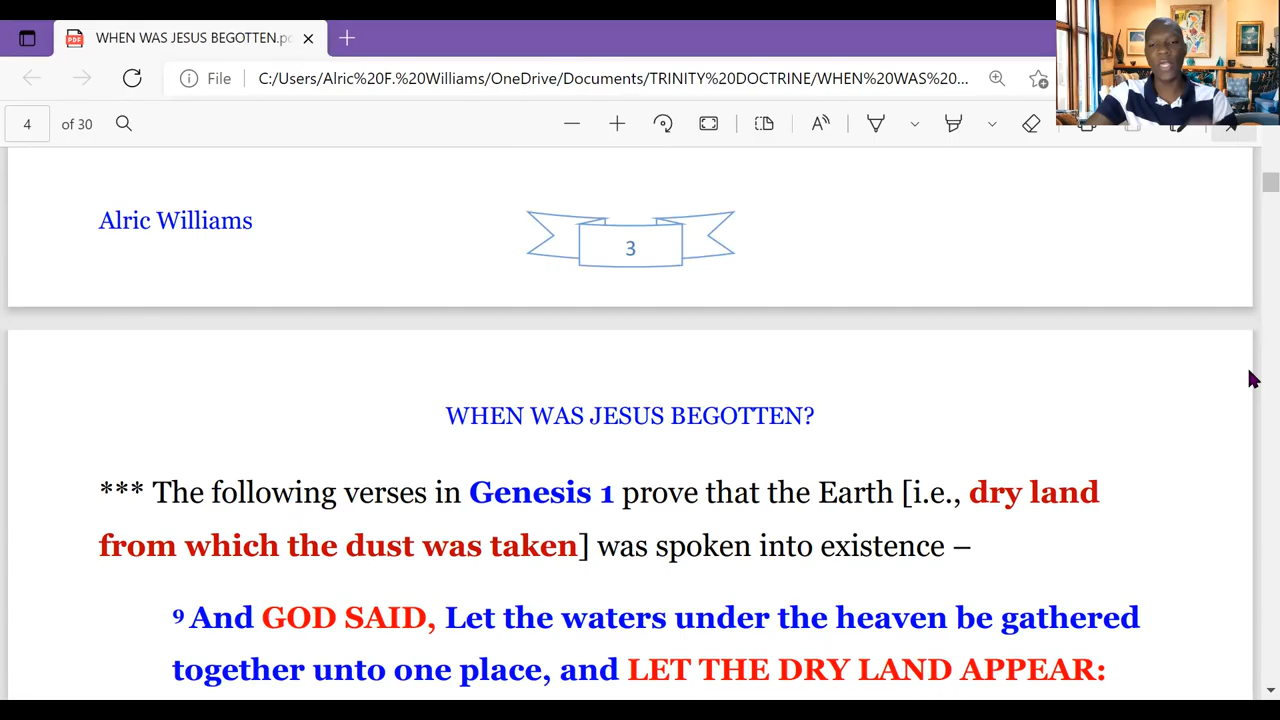 WHEN WAS JESUS BEGOTTEN.pc
File C:/Users/Alric%20F.%20Williams/OneDrive/Documents/TRINITY%20DOCTRINE/WHEN%20WAS%20...
4 of 30
Alric Williams
3
WHEN WAS JESUS BEGOTTEN?
*** The following verses in Genesis 1 prove that the Earth [i.e., dry land
from which the dust was taken] was spoken into existence –
9 And GOD SAID, Let the waters under the heaven be gathered
together unto one place, and LET THE DRY LAND APPEAR: